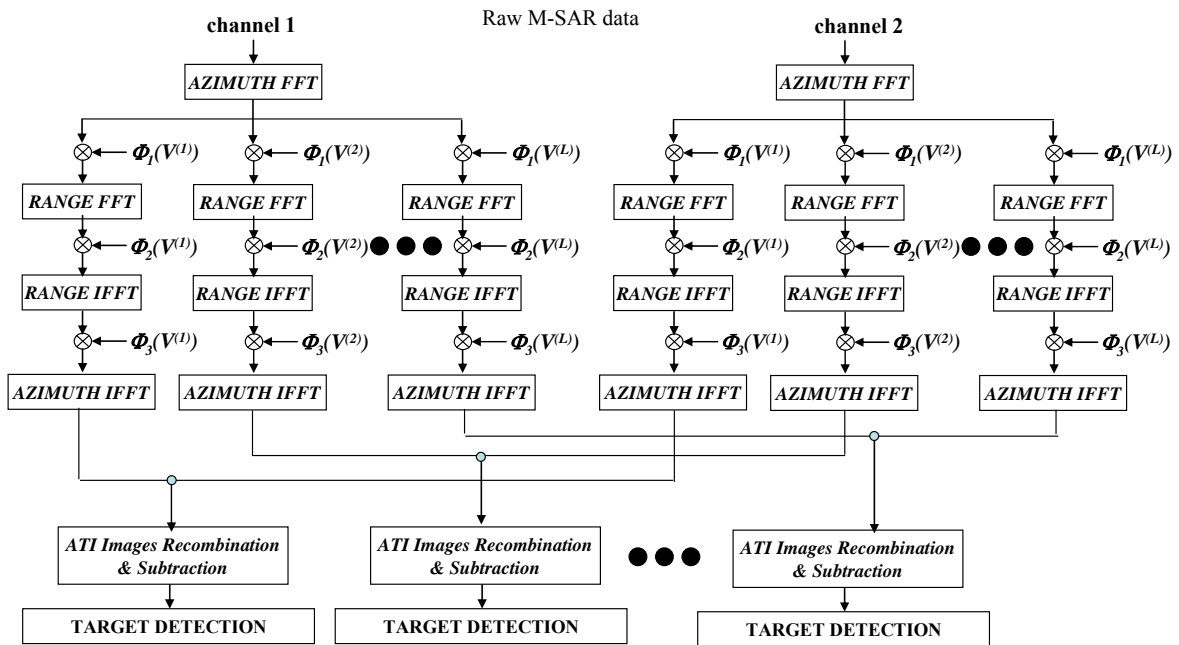 Raw M-SAR data
channel 1
channel 2
AZIMUTH FFT
AZIMUTH FFT
Φ₁(V⁽¹⁾)
Φ₁(V⁽²⁾)
Φ₁(V⁽ᴸ⁾)
Φ₁(V⁽¹⁾)
Φ₁(V⁽²⁾)
Φ₁(V⁽ᴸ⁾)
RANGE FFT
RANGE FFT
RANGE FFT
RANGE FFT
RANGE FFT
RANGE FFT
Φ₂(V⁽¹⁾)
Φ₂(V⁽²⁾)
Φ₂(V⁽ᴸ⁾)
Φ₂(V⁽¹⁾)
Φ₂(V⁽²⁾)
Φ₂(V⁽ᴸ⁾)
RANGE IFFT
RANGE IFFT
RANGE IFFT
RANGE IFFT
RANGE IFFT
RANGE IFFT
Φ₃(V⁽¹⁾)
Φ₃(V⁽²⁾)
Φ₃(V⁽ᴸ⁾)
Φ₃(V⁽¹⁾)
Φ₃(V⁽²⁾)
Φ₃(V⁽ᴸ⁾)
AZIMUTH IFFT
AZIMUTH IFFT
AZIMUTH IFFT
AZIMUTH IFFT
AZIMUTH IFFT
AZIMUTH IFFT
ATI Images Recombination
& Subtraction
ATI Images Recombination
& Subtraction
ATI Images Recombination
& Subtraction
TARGET DETECTION
TARGET DETECTION
TARGET DETECTION